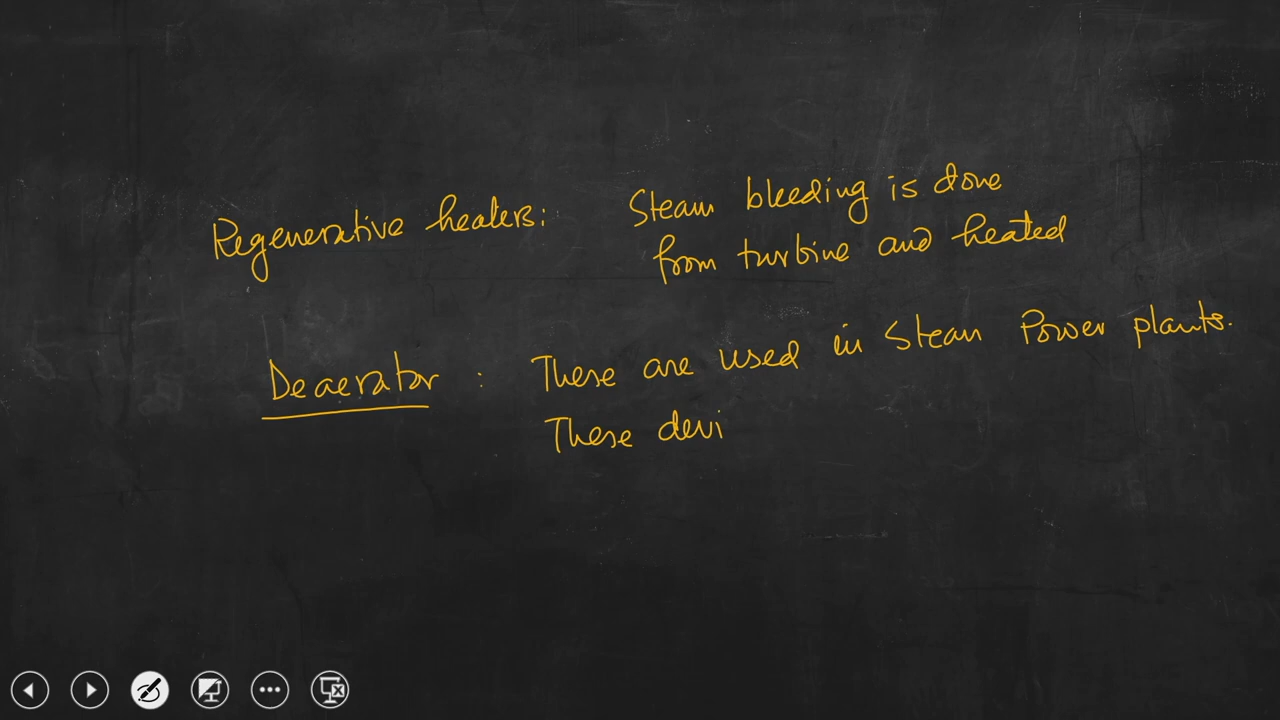 Regenerative heaters: Steam bleeding is done
from turbine and heated
Deaerator : These are used in Steam Power plants.
These devi